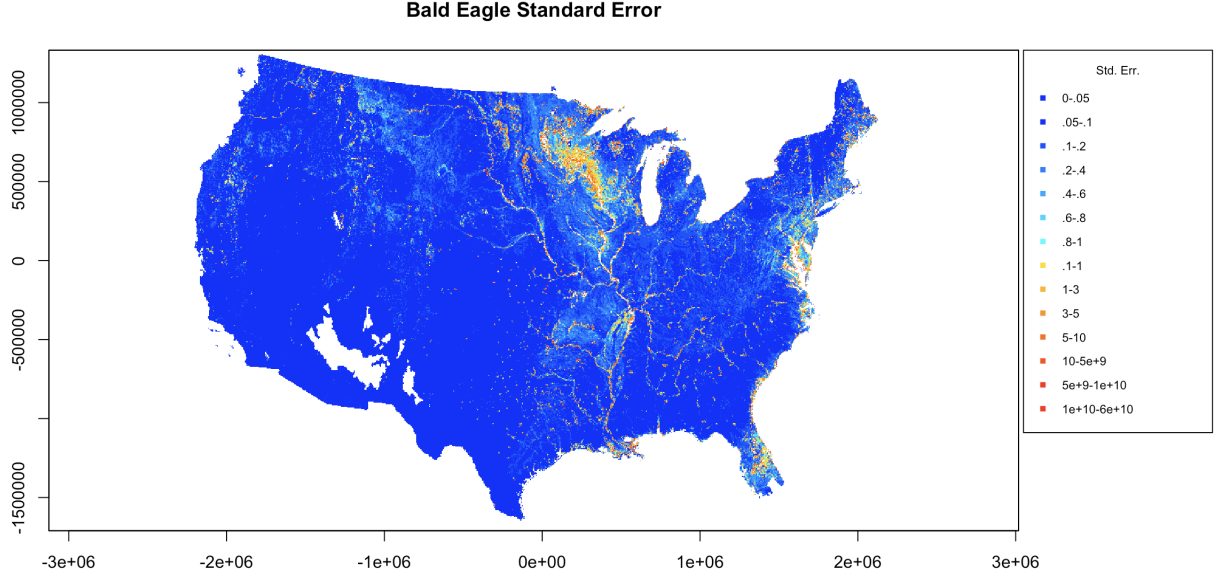 Bald Eagle Standard Error
1000000
500000
0
-500000
-1500000
-3e+06
-2e+06
-1e+06
0e+00
1e+06
2e+06
3e+06
Std. Err.
0-.05
.05-.1
.1-.2
.2-.4
.4-.6
.6-.8
.8-1
.1-1
1-3
3-5
5-10
10-5e+9
5e+9-1e+10
1e+10-6e+10